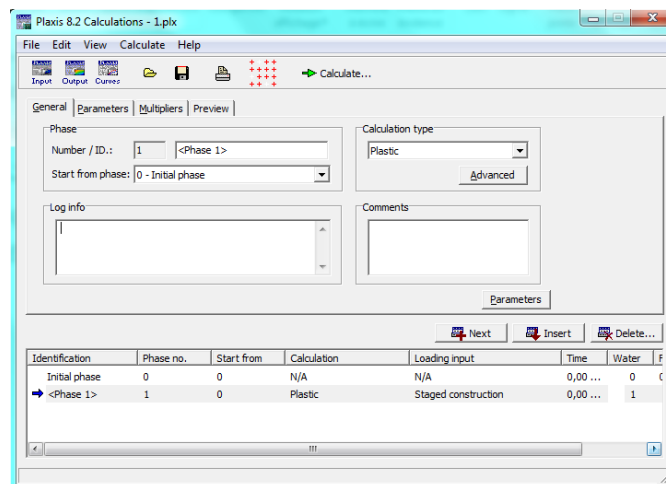 Plaxis 8.2 Calculations - 1.plx
File Edit View Calculate Help
Input Output Curves Calculate...
General Parameters Multipliers Preview
Phase
Number / ID.: 1 <Phase 1>
Start from phase: 0 - Initial phase
Calculation type
Plastic
Advanced
Log info
Comments
Parameters
Next Insert Delete...
Identification Phase no. Start from Calculation Loading input Time Water F
Initial phase 0 0 N/A N/A 0,00 ... 0
<Phase 1> 1 0 Plastic Staged construction 0,00 ... 1